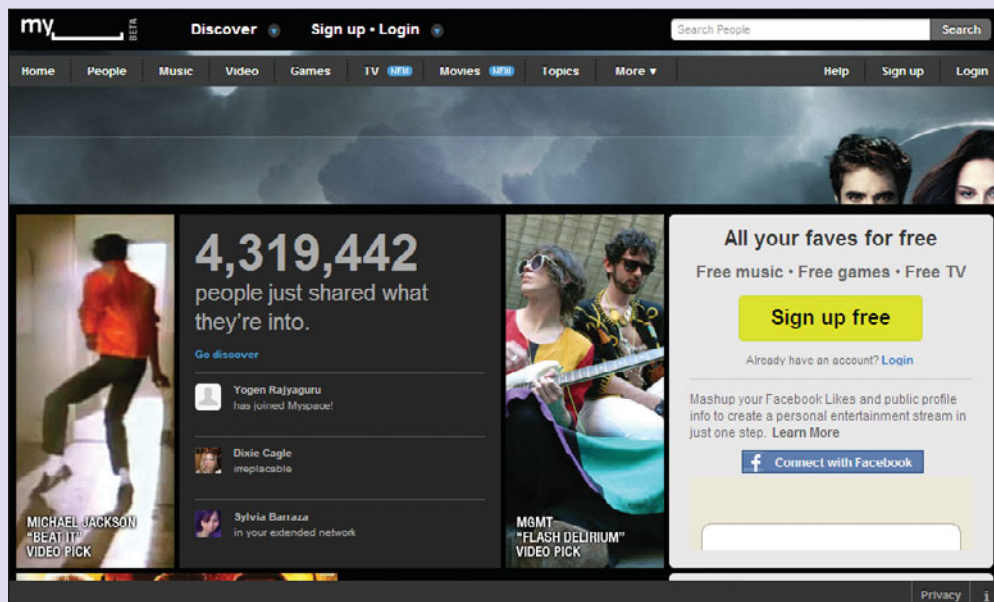 my_____ BETA
Discover
Sign up • Login
Search People
Search
Home
People
Music
Video
Games
TV NEW
Movies NEW
Topics
More ▾
Help
Sign up
Login
4,319,442
people just shared what
they're into.
Go discover
Yogen Rajyaguru
has joined Myspace!
Dixie Cagle
irreplacable
Sylvia Barraza
in your extended network
MICHAEL JACKSON
"BEAT IT"
VIDEO PICK
MGMT
"FLASH DELIRIUM"
VIDEO PICK
All your faves for free
Free music • Free games • Free TV
Sign up free
Already have an account? Login
Mashup your Facebook Likes and public profile
info to create a personal entertainment stream in
just one step. Learn More
f Connect with Facebook
Privacy
i